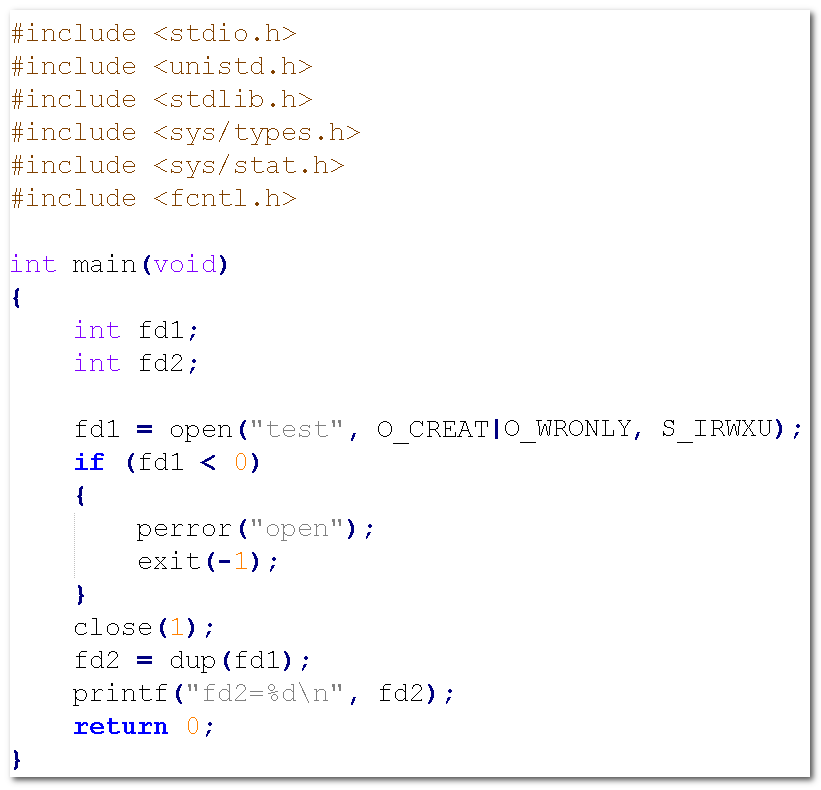 #include <stdio.h>
#include <unistd.h>
#include <stdlib.h>
#include <sys/types.h>
#include <sys/stat.h>
#include <fcntl.h>

int main(void)
{
    int fd1;
    int fd2;

    fd1 = open("test", O_CREAT|O_WRONLY, S_IRWXU);
    if (fd1 < 0)
    {
        perror("open");
        exit(-1);
    }
    close(1);
    fd2 = dup(fd1);
    printf("fd2=%d\n", fd2);
    return 0;
}